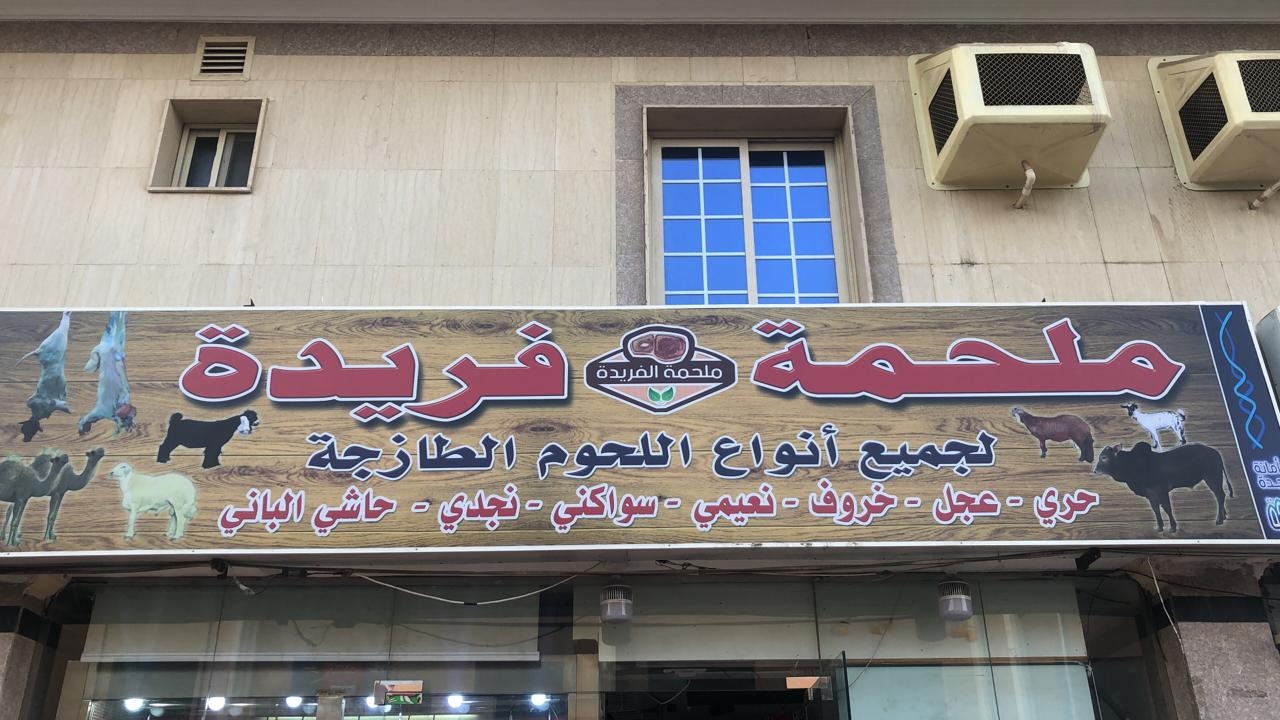 ملحمة فريدة
ملحمة الفريدة
لجميع أنواع اللحوم الطازجة
حري - عجل - خروف - نعيمي - سواكني - نجدي - حاشي الباني